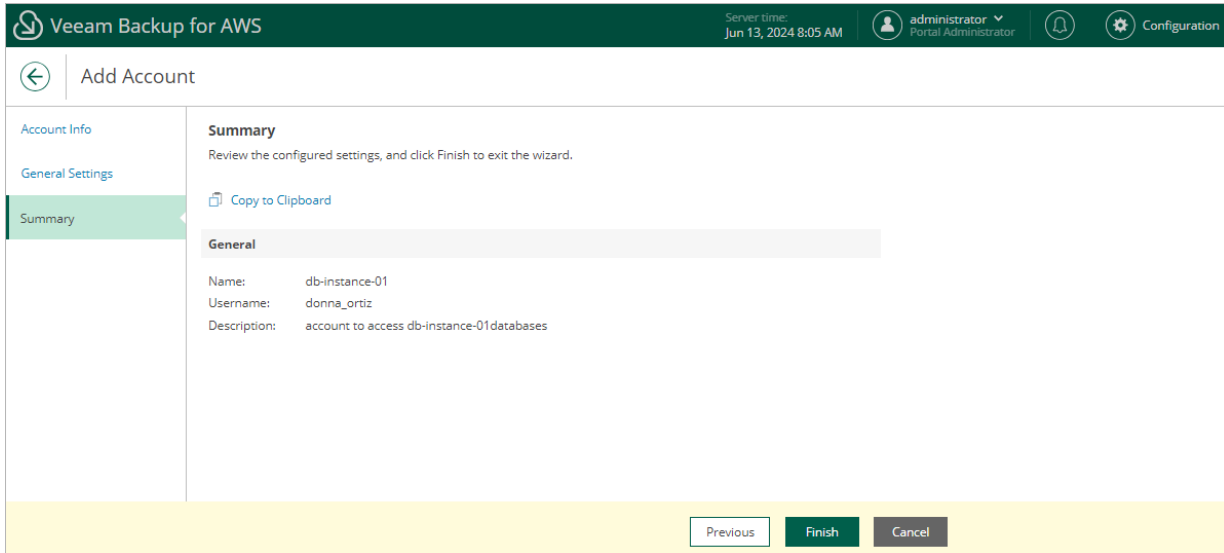 Veeam Backup for AWS
Server time:
Jun 13, 2024 8:05 AM
administrator
Portal Administrator
Configuration
Add Account
Account Info
General Settings
Summary
Summary
Review the configured settings, and click Finish to exit the wizard.
Copy to Clipboard
General
Name: db-instance-01
Username: donna_ortiz
Description: account to access db-instance-01databases
Previous Finish Cancel